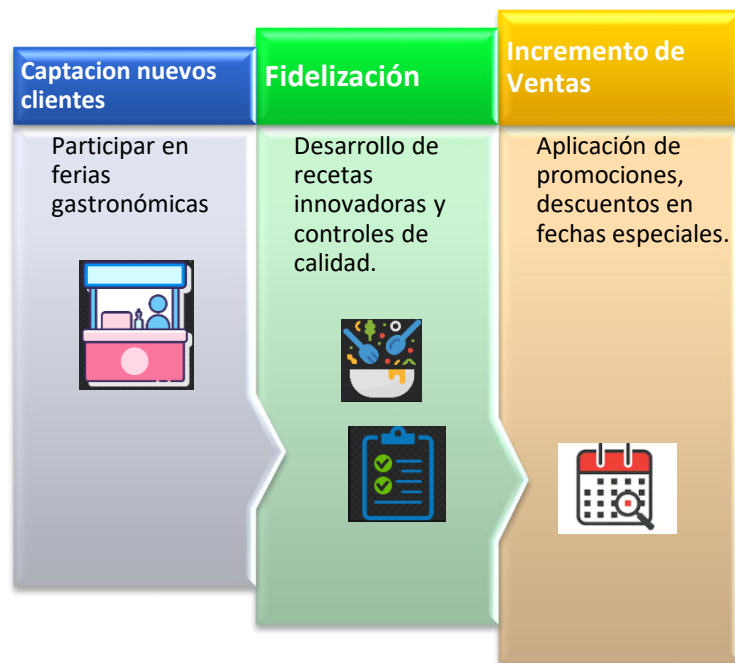 Captacion nuevos
clientes
Participar en
ferias
gastronómicas
Fidelización
Desarrollo de
recetas
innovadoras y
controles de
calidad.
Incremento de
Ventas
Aplicación de
promociones,
descuentos en
fechas especiales.